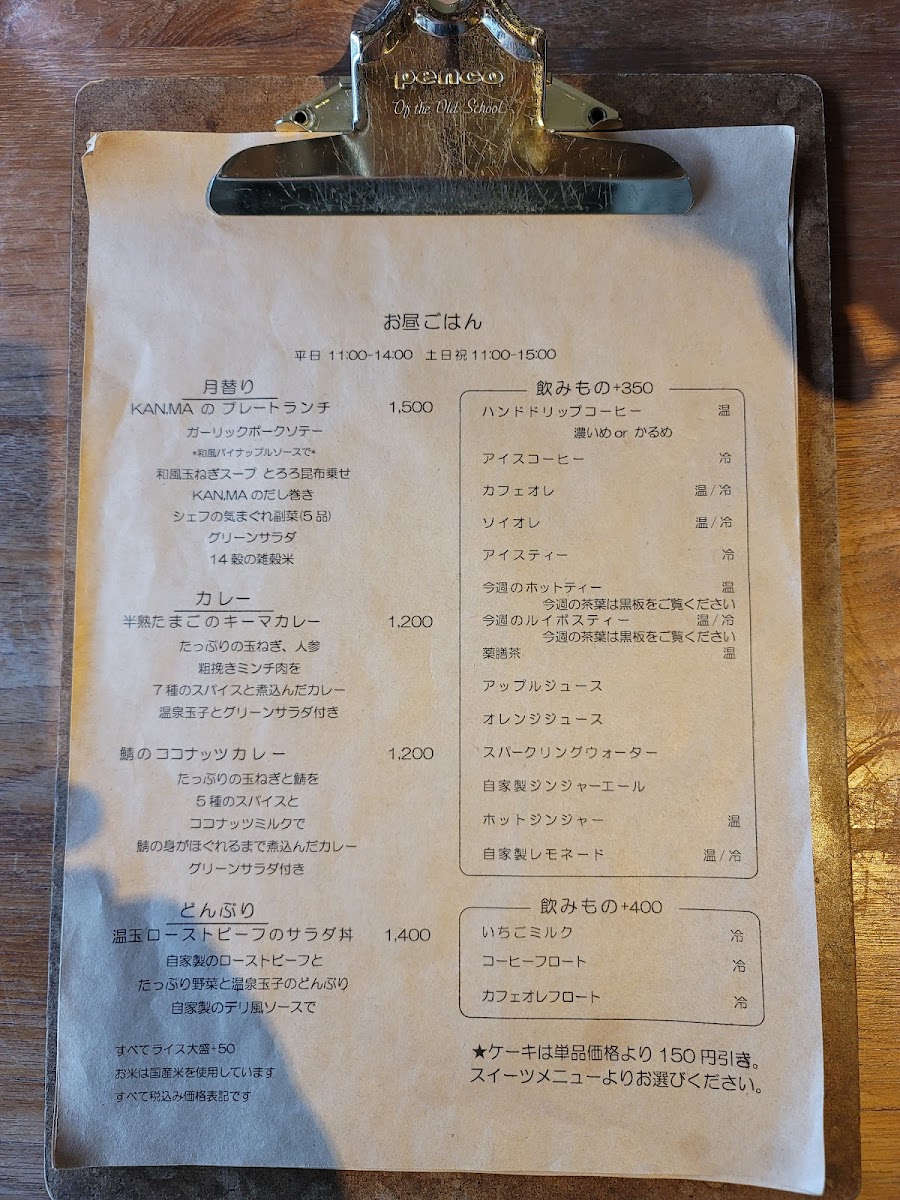 penco
Of the Old School
お昼ごはん
平日 11:00-14:00 土日祝 11:00-15:00
月替り
KAN.MA の プレートランチ 1,500
ガーリックポークソテー
*和風パイナップルソースで*
和風玉ねぎスープ とろろ昆布乗せ
KAN.MA のだし巻き
シェフの気まぐれ副菜(5品)
グリーンサラダ
14 穀の雑穀米
カレー
半熟たまごのキーマカレー 1,200
たっぷりの玉ねぎ、人参
粗挽きミンチ肉を
7 種のスパイスと煮込んだカレー
温泉玉子とグリーンサラダ付き
鯖のココナッツカレー 1,200
たっぷりの玉ねぎと鯖を
5 種のスパイスと
ココナッツミルクで
鯖の身がほぐれるまで煮込んだカレー
グリーンサラダ付き
どんぶり
温玉ローストビーフのサラダ丼 1,400
自家製のローストビーフと
たっぷり野菜と温泉玉子のどんぶり
自家製のデリ風ソースで
すべてライス大盛+50
お米は国産米を使用しています
すべて税込み価格表記です
飲みもの+350
ハンドドリップコーヒー 温
濃いめ or かるめ
アイスコーヒー 冷
カフェオレ 温/冷
ソイオレ 温/冷
アイスティー 冷
今週のホットティー 温
今週の茶葉は黒板をご覧ください
今週のルイボスティー 温/冷
今週の茶葉は黒板をご覧ください
薬膳茶 温
アップルジュース
オレンジジュース
スパークリングウォーター
自家製ジンジャーエール
ホットジンジャー 温
自家製レモネード 温/冷
飲みもの+400
いちごミルク 冷
コーヒーフロート 冷
カフェオレフロート 冷
★ケーキは単品価格より 150 円引き。
スイーツメニューよりお選びください。